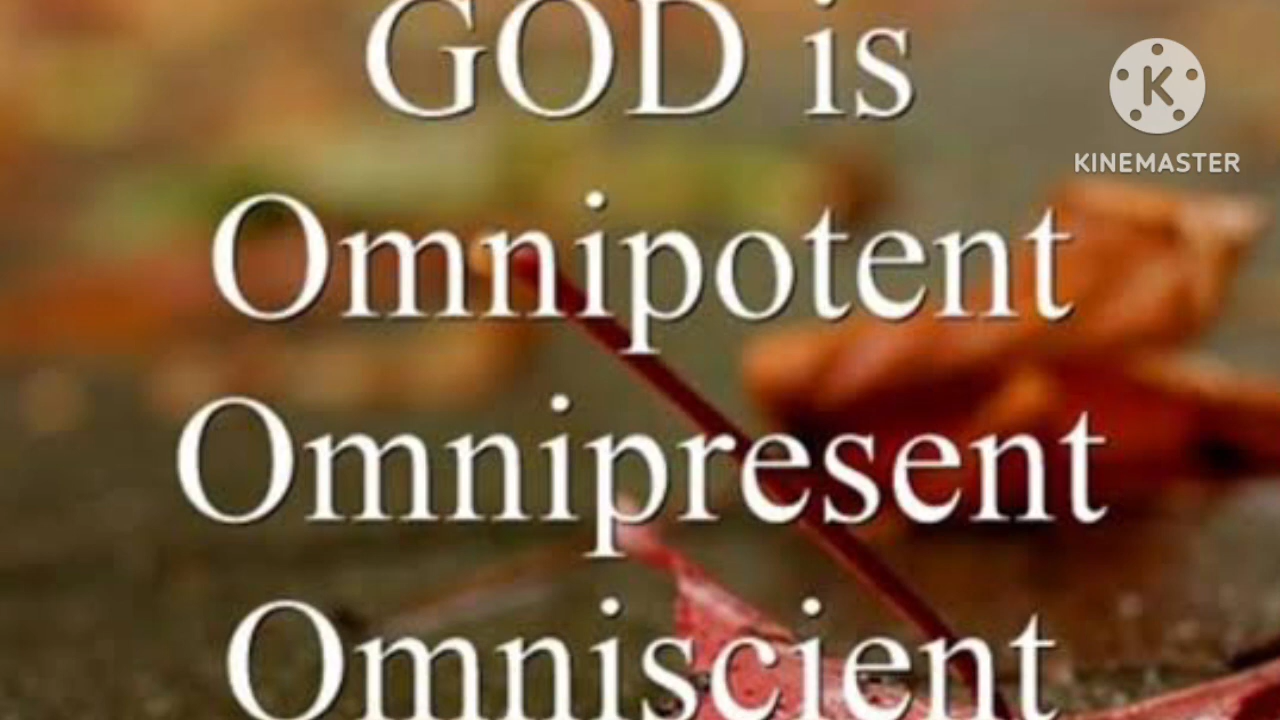 GOD is
KINEMASTER
Omnipotent
Omnipresent
Omniscient